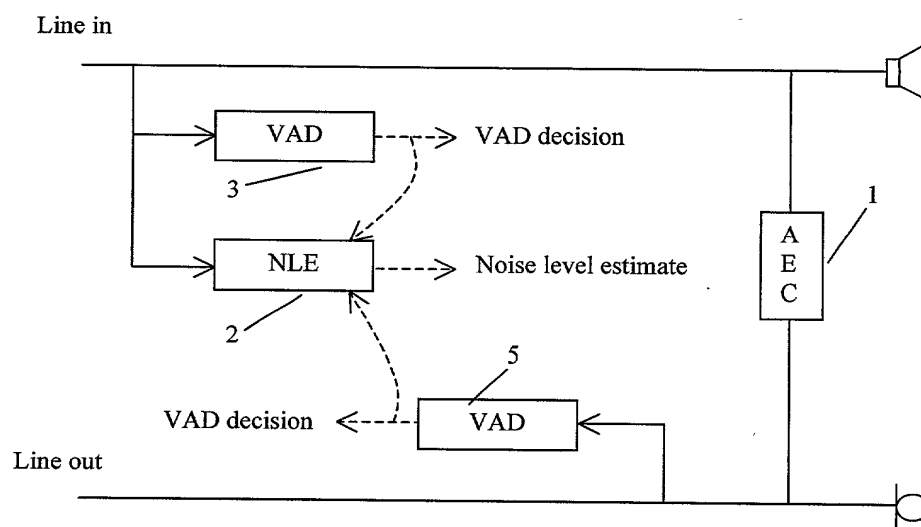 Line in
VAD
VAD decision
3
1
NLE
Noise level estimate
A
E
C
2
5
VAD decision
VAD
Line out